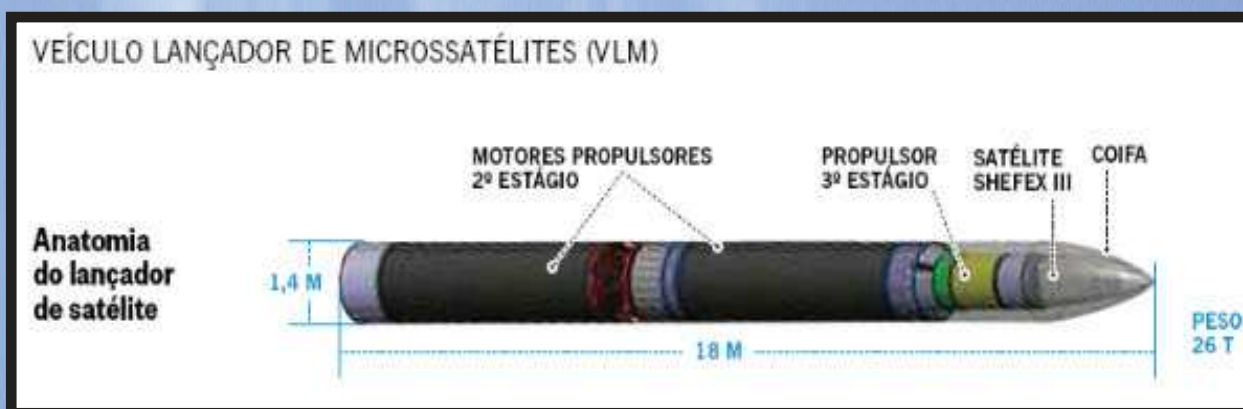 VEÍCULO LANÇADOR DE MICROSSATÉLITES (VLM)
MOTORES PROPULSORES
2º ESTÁGIO
PROPULSOR
3º ESTÁGIO
SATÉLITE
SHEFEX III
COIFA
Anatomia
do lançador
de satélite
1,4 M
18 M
PESO
26 T